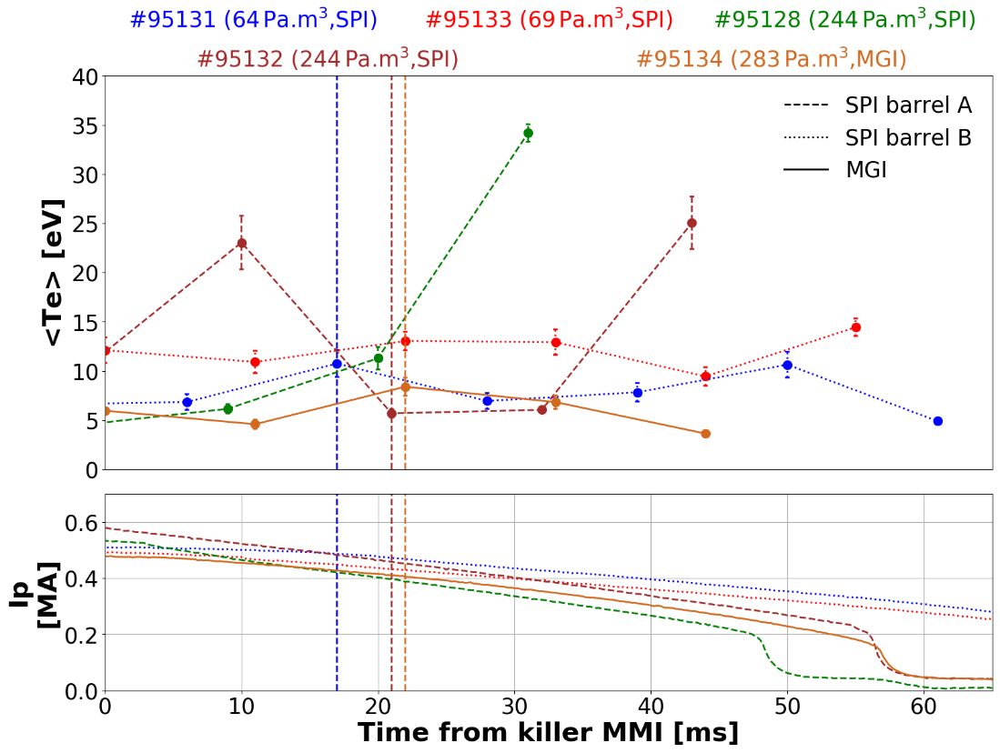 #95131 (64 Pa.m³,SPI) #95133 (69 Pa.m³,SPI) #95128 (244 Pa.m³,SPI)
#95132 (244 Pa.m³,SPI) #95134 (283 Pa.m³,MGI)
40
35
30
25
20
15
10
5
0
<Te> [eV]
SPI barrel A
SPI barrel B
MGI
0.6
0.4
0.2
0.0
Ip
[MA]
0 10 20 30 40 50 60
Time from killer MMI [ms]